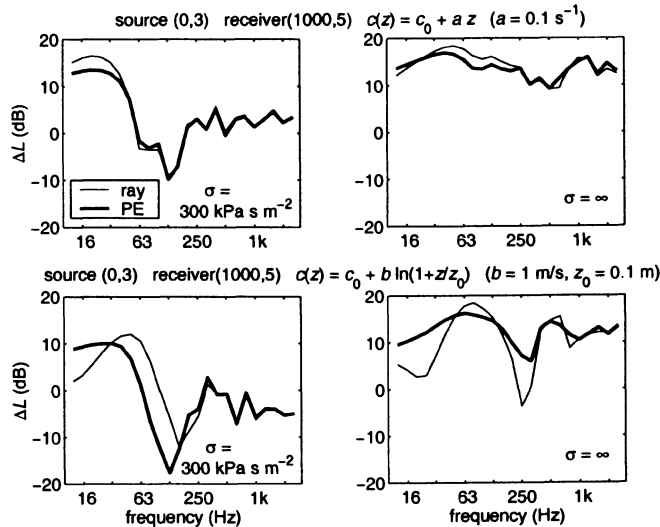 source (0,3) receiver(1000,5) c(z) = c₀ + a z (a = 0.1 s⁻¹)
20
10
0
−10
−20
ΔL (dB)
ray
PE
σ =
300 kPa s m⁻²
16 63 250 1k
20
10
0
−10
−20
σ = ∞
16 63 250 1k
source (0,3) receiver(1000,5) c(z) = c₀ + b ln(1+z/z₀) (b = 1 m/s, z₀ = 0.1 m)
20
10
0
−10
−20
ΔL (dB)
σ =
300 kPa s m⁻²
16 63 250 1k
frequency (Hz)
20
10
0
−10
−20
σ = ∞
16 63 250 1k
frequency (Hz)